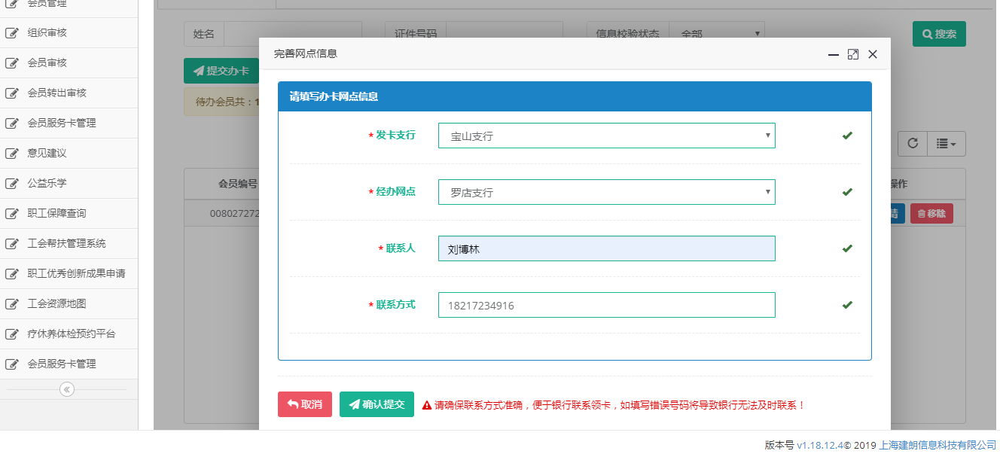 会员管理
组织审核
会员审核
会员转出审核
会员服务卡管理
意见建议
公益乐学
职工保障查询
工会帮扶管理系统
职工优秀创新成果申请
工会资源地图
疗休养体检预约平台
会员服务卡管理
姓名
证件号码
信息校验状态 全部
搜索
提交办卡
待办会员共：1
会员编号
操作
008027272
情
移除
完善网点信息
请填写办卡网点信息
* 发卡支行 宝山支行
* 经办网点 罗店支行
* 联系人 刘博林
* 联系方式 18217234916
取消 确认提交 请确保联系方式准确，便于银行联系领卡，如填写错误号码将导致银行无法及时联系！
版本号 v1.18.12.4© 2019 上海建朗信息科技有限公司